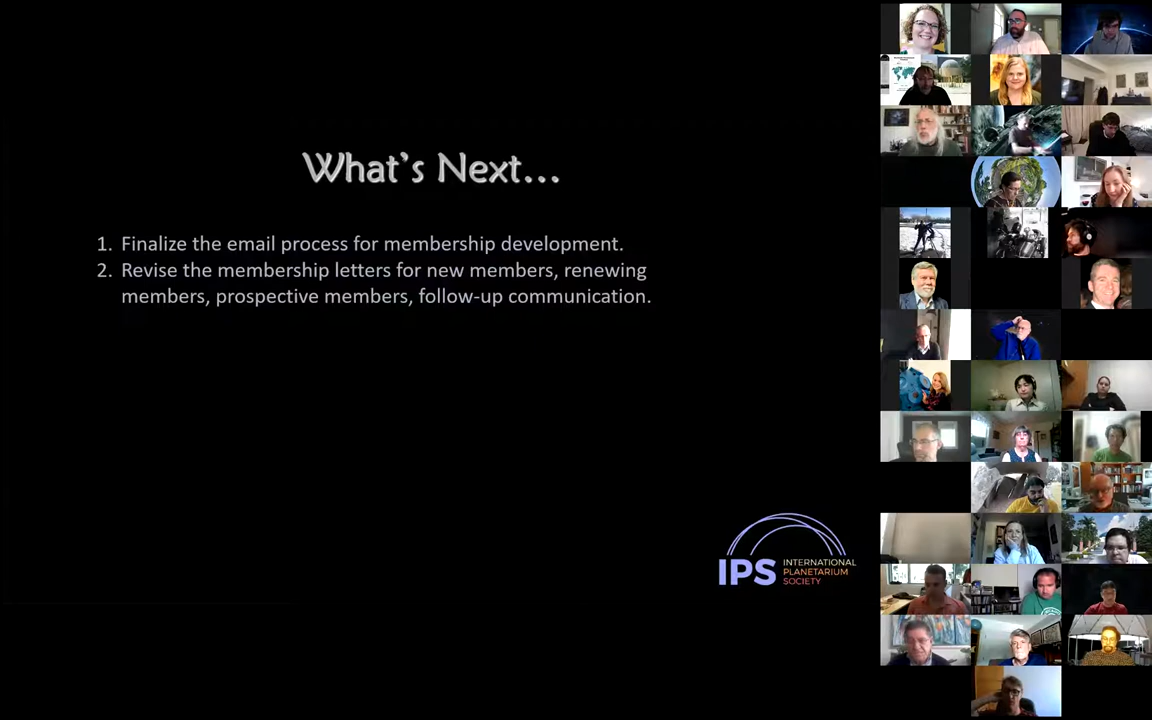 What's Next...
1. Finalize the email process for membership development.
2. Revise the membership letters for new members, renewing
members, prospective members, follow-up communication.
IPS INTERNATIONAL
PLANETARIUM
SOCIETY